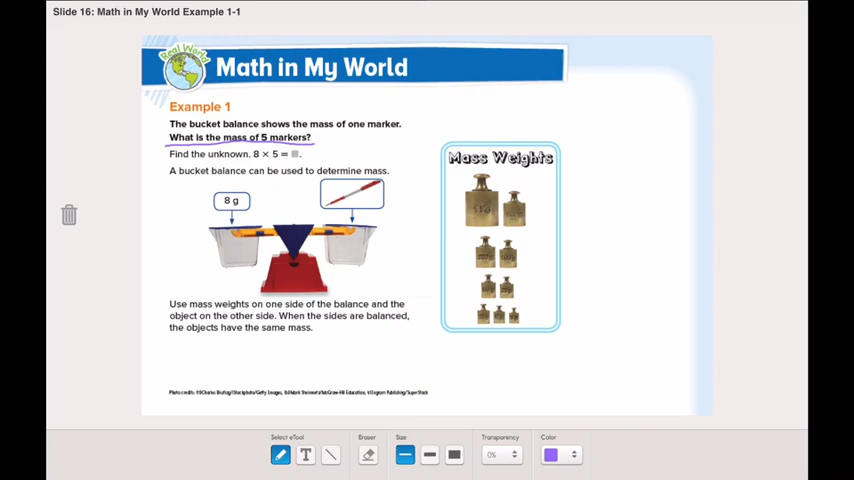 Slide 16: Math in My World Example 1-1
Real World
Math in My World
Example 1
The bucket balance shows the mass of one marker.
What is the mass of 5 markers?
Find the unknown. 8 × 5 = ■.
A bucket balance can be used to determine mass.
8 g
Use mass weights on one side of the balance and the
object on the other side. When the sides are balanced,
the objects have the same mass.
Mass Weights
Select eTool
Eraser
Size
Transparency
Color
T
0%